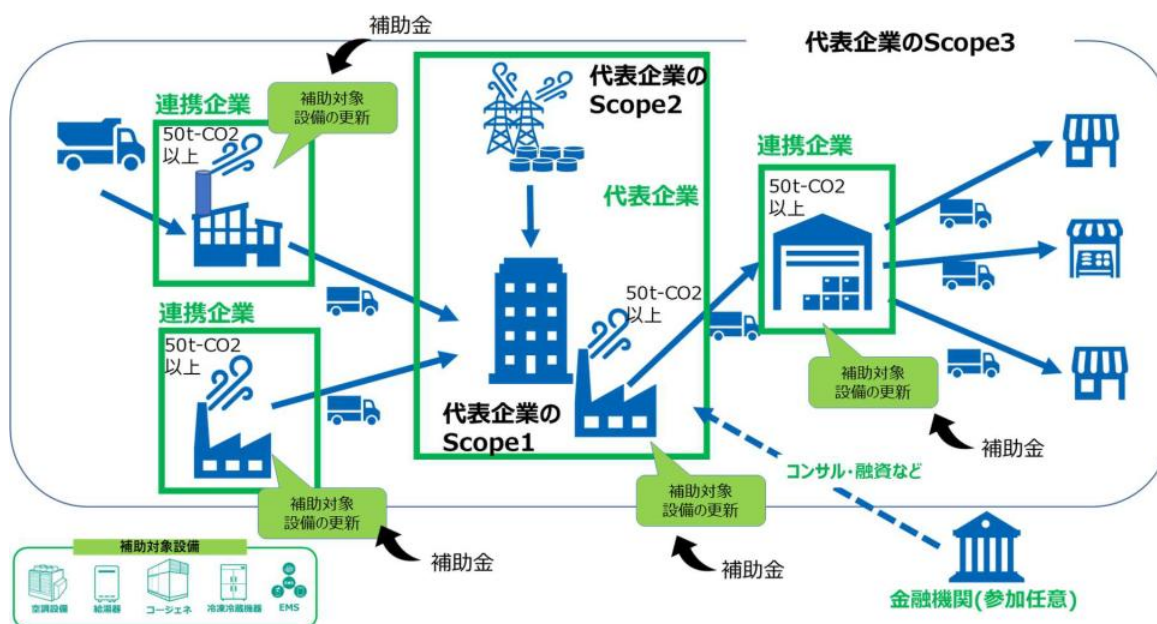 補助金
代表企業のScope3
連携企業
50t-CO2
以上
補助対象
設備の更新
代表企業の
Scope2
代表企業
連携企業
50t-CO2
以上
連携企業
50t-CO2
以上
50t-CO2
以上
代表企業の
Scope1
補助対象
設備の更新
補助金
補助対象
設備の更新
補助金
補助対象
設備の更新
補助金
コンサル・融資など
金融機関(参加任意)
補助対象設備
空調設備
給湯器
コージェネ
冷凍冷蔵機器
EMS